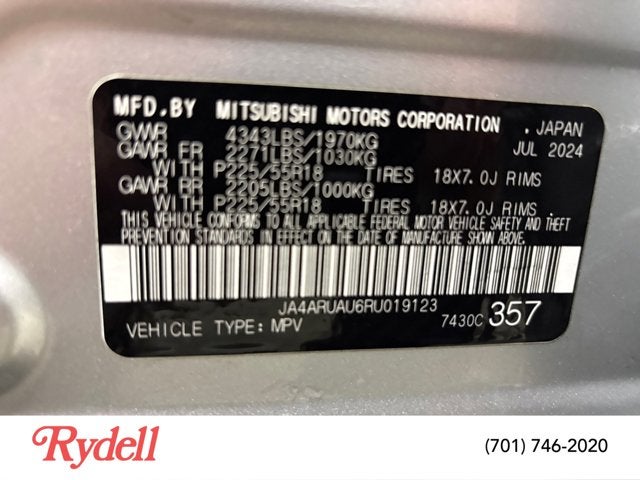 MFD.BY MITSUBISHI MOTORS CORPORATION . JAPAN
GVWR 4343LBS/1970KG JUL 2024
GAWR FR 2271LBS/1030KG
WITH P225/55R18 TIRES 18X7.0J RIMS
GAWR RR 2205LBS/1000KG
WITH P225/55R18 TIRES 18X7.0J RIMS .
THIS VEHICLE CONFORMS TO ALL APPLICABLE FEDERAL MOTOR VEHICLE SAFETY AND THEFT
PREVENTION STANDARDS IN EFFECT ON THE DATE OF MANUFACTURE SHOWN ABOVE.
JA4ARUAU6RU019123
VEHICLE TYPE: MPV 7430C 357
Rydell (701) 746-2020